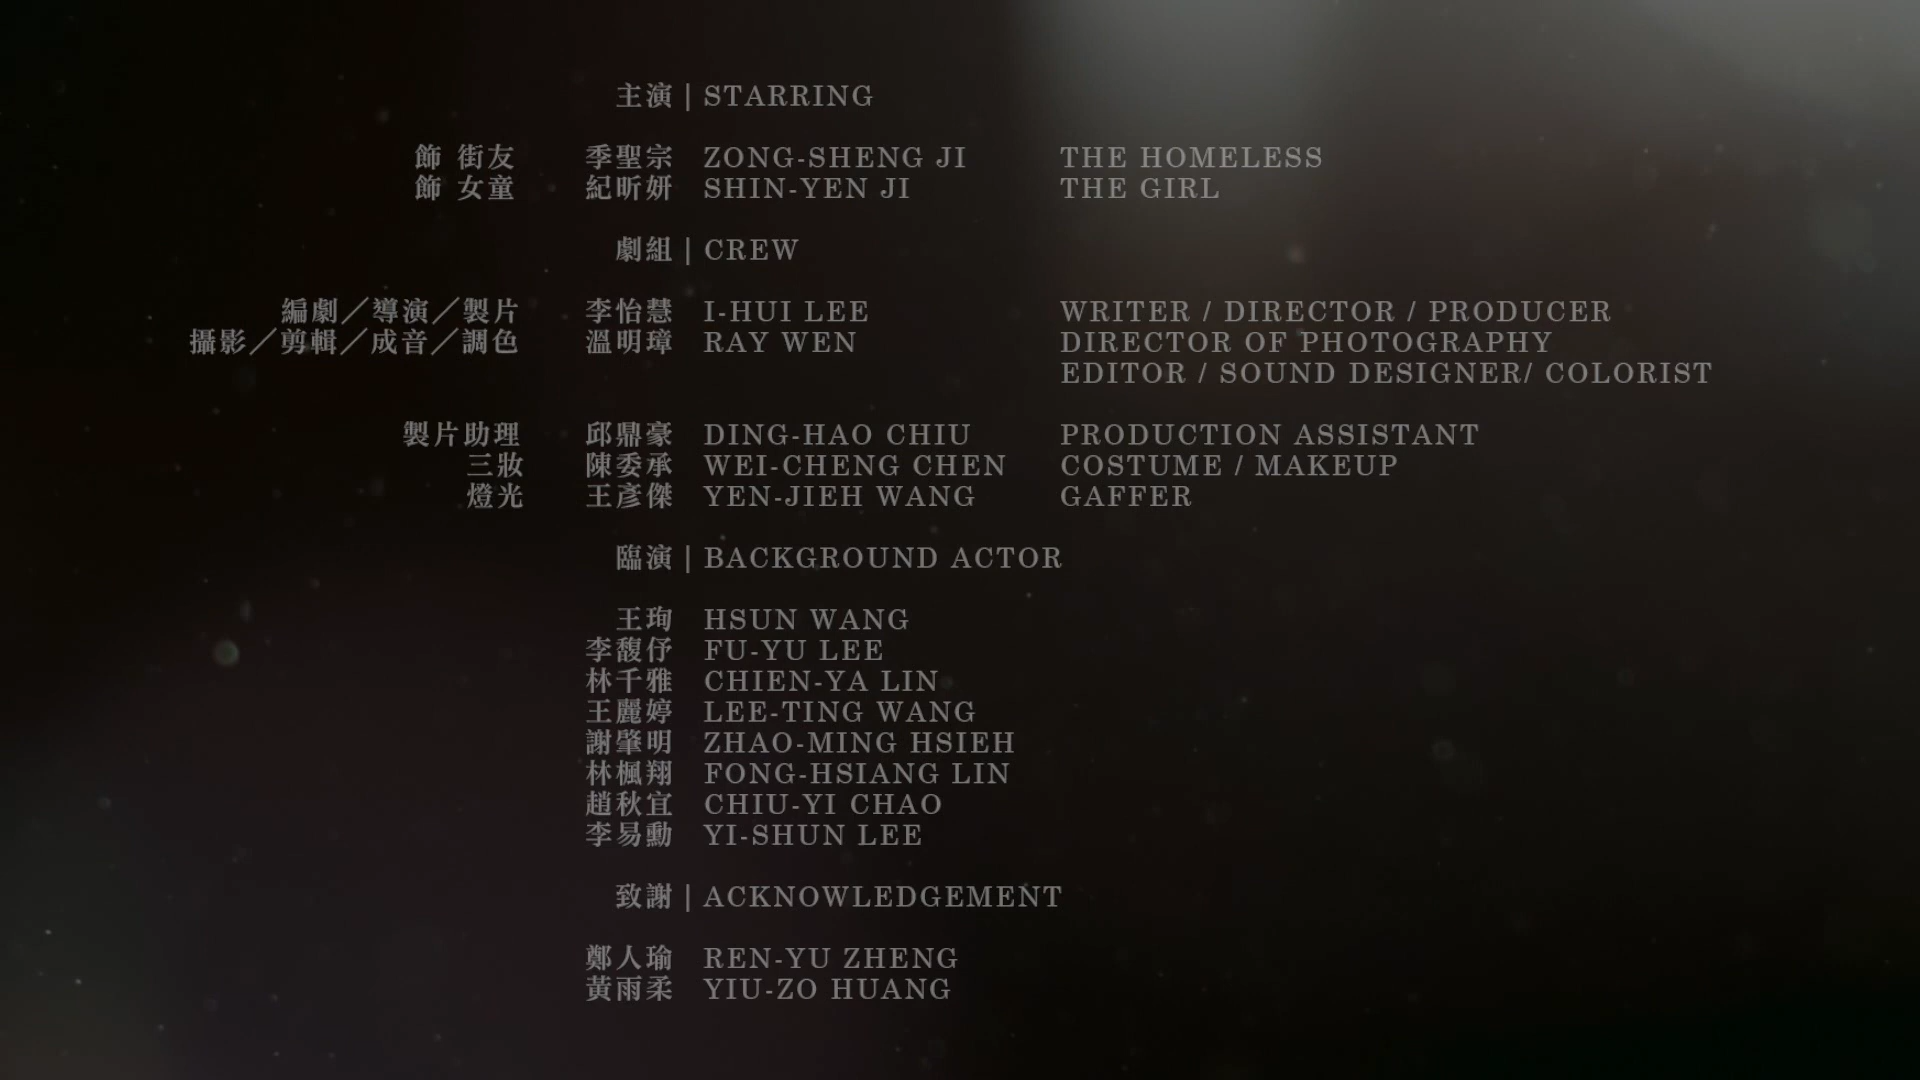 主演 | STARRING
飾 街友 季聖宗 ZONG-SHENG JI THE HOMELESS
飾 女童 紀昕妍 SHIN-YEN JI THE GIRL
劇組 | CREW
編劇／導演／製片 李怡慧 I-HUI LEE WRITER / DIRECTOR / PRODUCER
攝影／剪輯／成音／調色 溫明璋 RAY WEN DIRECTOR OF PHOTOGRAPHY
EDITOR / SOUND DESIGNER/ COLORIST
製片助理 邱鼎豪 DING-HAO CHIU PRODUCTION ASSISTANT
三妝 陳委承 WEI-CHENG CHEN COSTUME / MAKEUP
燈光 王彥傑 YEN-JIEH WANG GAFFER
臨演 | BACKGROUND ACTOR
王珣 HSUN WANG
李馥伃 FU-YU LEE
林千雅 CHIEN-YA LIN
王麗婷 LEE-TING WANG
謝肇明 ZHAO-MING HSIEH
林楓翔 FONG-HSIANG LIN
趙秋宜 CHIU-YI CHAO
李易勳 YI-SHUN LEE
致謝 | ACKNOWLEDGEMENT
鄭人瑜 REN-YU ZHENG
黃雨柔 YIU-ZO HUANG